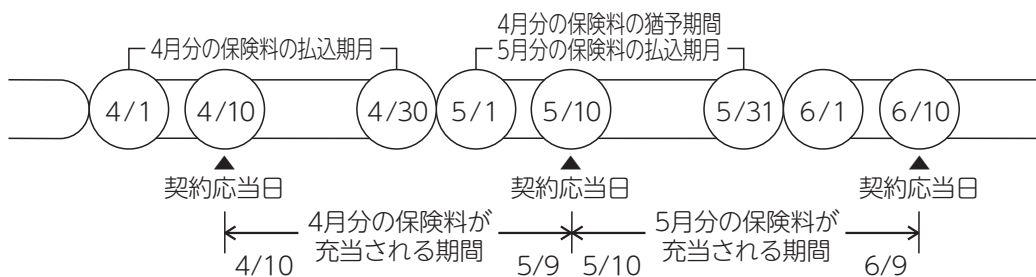 4月分の保険料の猶予期間
4月分の保険料の払込期月
5月分の保険料の払込期月
4/1
4/10
4/30
5/1
5/10
5/31
6/1
6/10
契約応当日
契約応当日
契約応当日
4月分の保険料が
充当される期間
5月分の保険料が
充当される期間
4/10
5/9
5/10
6/9